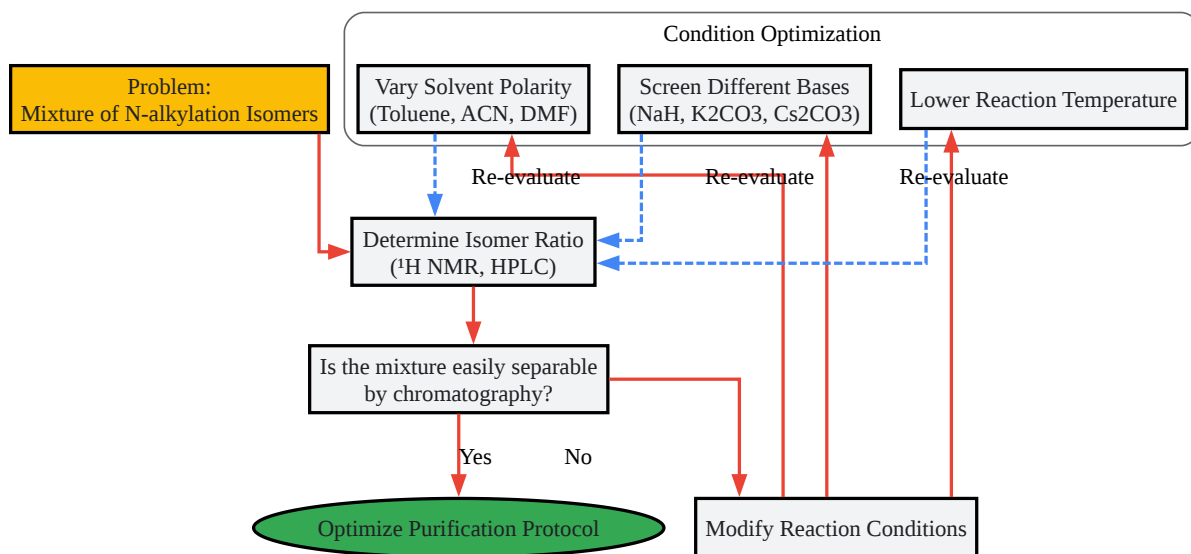 Condition Optimization
Problem:
Mixture of N-alkylation Isomers
Vary Solvent Polarity
(Toluene, ACN, DMF)
Screen Different Bases
(NaH, K2CO3, Cs2CO3)
Lower Reaction Temperature
Re-evaluate
Re-evaluate
Re-evaluate
Determine Isomer Ratio
(¹H NMR, HPLC)
Is the mixture easily separable
by chromatography?
Yes
No
Optimize Purification Protocol
Modify Reaction Conditions